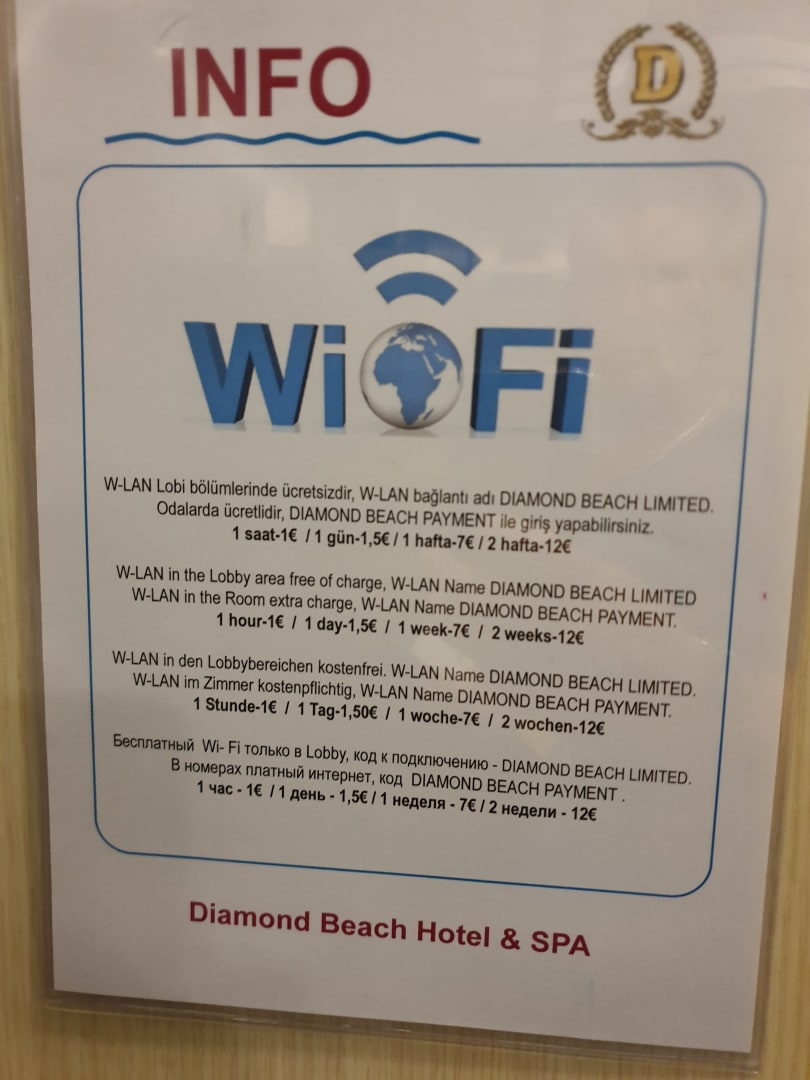 INFO
D
WiFi
W-LAN Lobi bölümlerinde ücretsizdir, W-LAN bağlantı adı DIAMOND BEACH LIMITED.
Odalarda ücretlidir, DIAMOND BEACH PAYMENT ile giriş yapabilirsiniz.
1 saat-1€ / 1 gün-1,5€ / 1 hafta-7€ / 2 hafta-12€
W-LAN in the Lobby area free of charge, W-LAN Name DIAMOND BEACH LIMITED
W-LAN in the Room extra charge, W-LAN Name DIAMOND BEACH PAYMENT.
1 hour-1€ / 1 day-1,5€ / 1 week-7€ / 2 weeks-12€
W-LAN in den Lobbybereichen kostenfrei. W-LAN Name DIAMOND BEACH LIMITED.
W-LAN im Zimmer kostenpflichtig, W-LAN Name DIAMOND BEACH PAYMENT.
1 Stunde-1€ / 1 Tag-1,50€ / 1 woche-7€ / 2 wochen-12€
Бесплатный Wi- Fi только в Lobby, код к подключению - DIAMOND BEACH LIMITED.
В номерах платный интернет, код DIAMOND BEACH PAYMENT .
1 час - 1€ / 1 день - 1,5€ / 1 неделя - 7€ / 2 недели - 12€
Diamond Beach Hotel & SPA